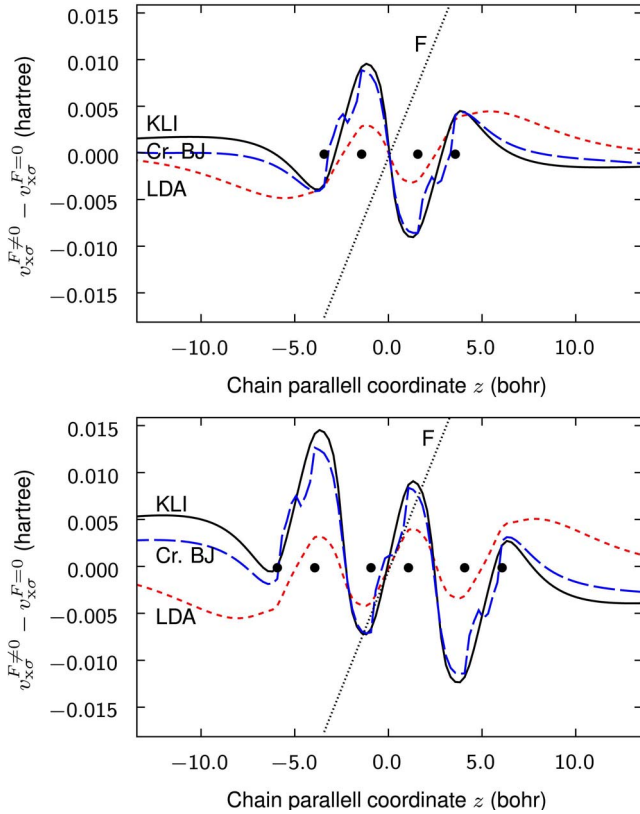 0.015
0.010
0.005
0.000
−0.005
−0.010
−0.015
v_{xσ}^{F≠0} − v_{xσ}^{F=0} (hartree)
F
KLI
Cr. BJ
LDA
−10.0 −5.0 0.0 5.0 10.0
Chain parallell coordinate z (bohr)
0.015
0.010
0.005
0.000
−0.005
−0.010
−0.015
v_{xσ}^{F≠0} − v_{xσ}^{F=0} (hartree)
F
KLI
Cr. BJ
LDA
−10.0 −5.0 0.0 5.0 10.0
Chain parallell coordinate z (bohr)